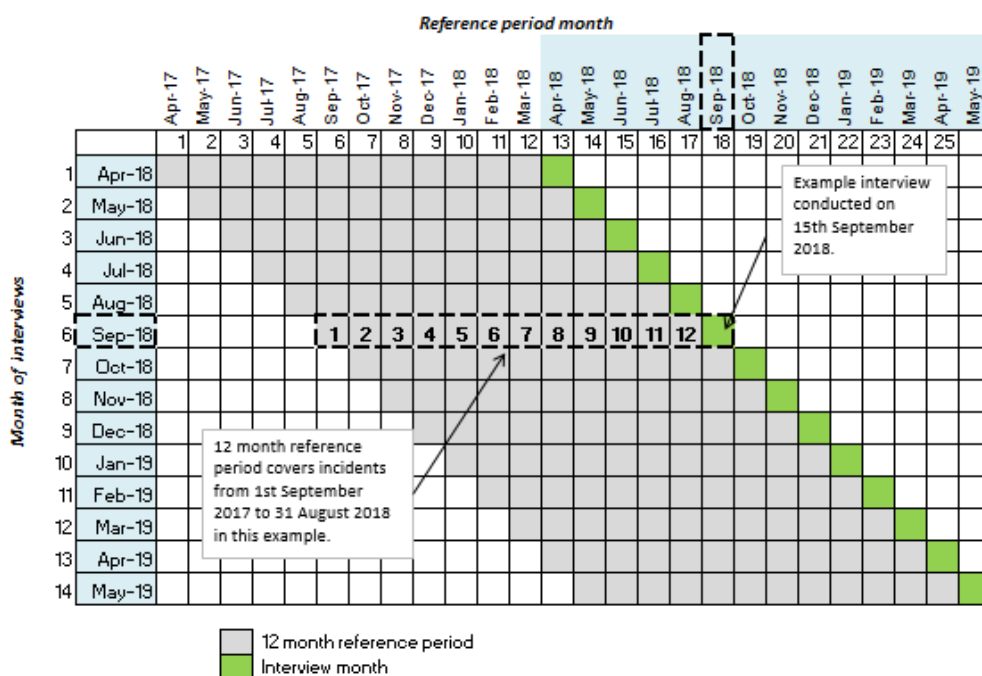 Reference period month
Apr-17 May-17 Jun-17 Jul-17 Aug-17 Sep-17 Oct-17 Nov-17 Dec-17 Jan-18 Feb-18 Mar-18 Apr-18 May-18 Jun-18 Jul-18 Aug-18 Sep-18 Oct-18 Nov-18 Dec-18 Jan-19 Feb-19 Mar-19 Apr-19 May-19
1 2 3 4 5 6 7 8 9 10 11 12 13 14 15 16 17 18 19 20 21 22 23 24 25
Month of interviews
1 Apr-18
2 May-18
3 Jun-18
4 Jul-18
5 Aug-18
6 Sep-18 1 2 3 4 5 6 7 8 9 10 11 12
7 Oct-18
8 Nov-18
9 Dec-18
10 Jan-19
11 Feb-19
12 Mar-19
13 Apr-19
14 May-19
Example interview
conducted on
15th September
2018.
12 month reference
period covers incidents
from 1st September
2017 to 31 August 2018
in this example.
12 month reference period
Interview month